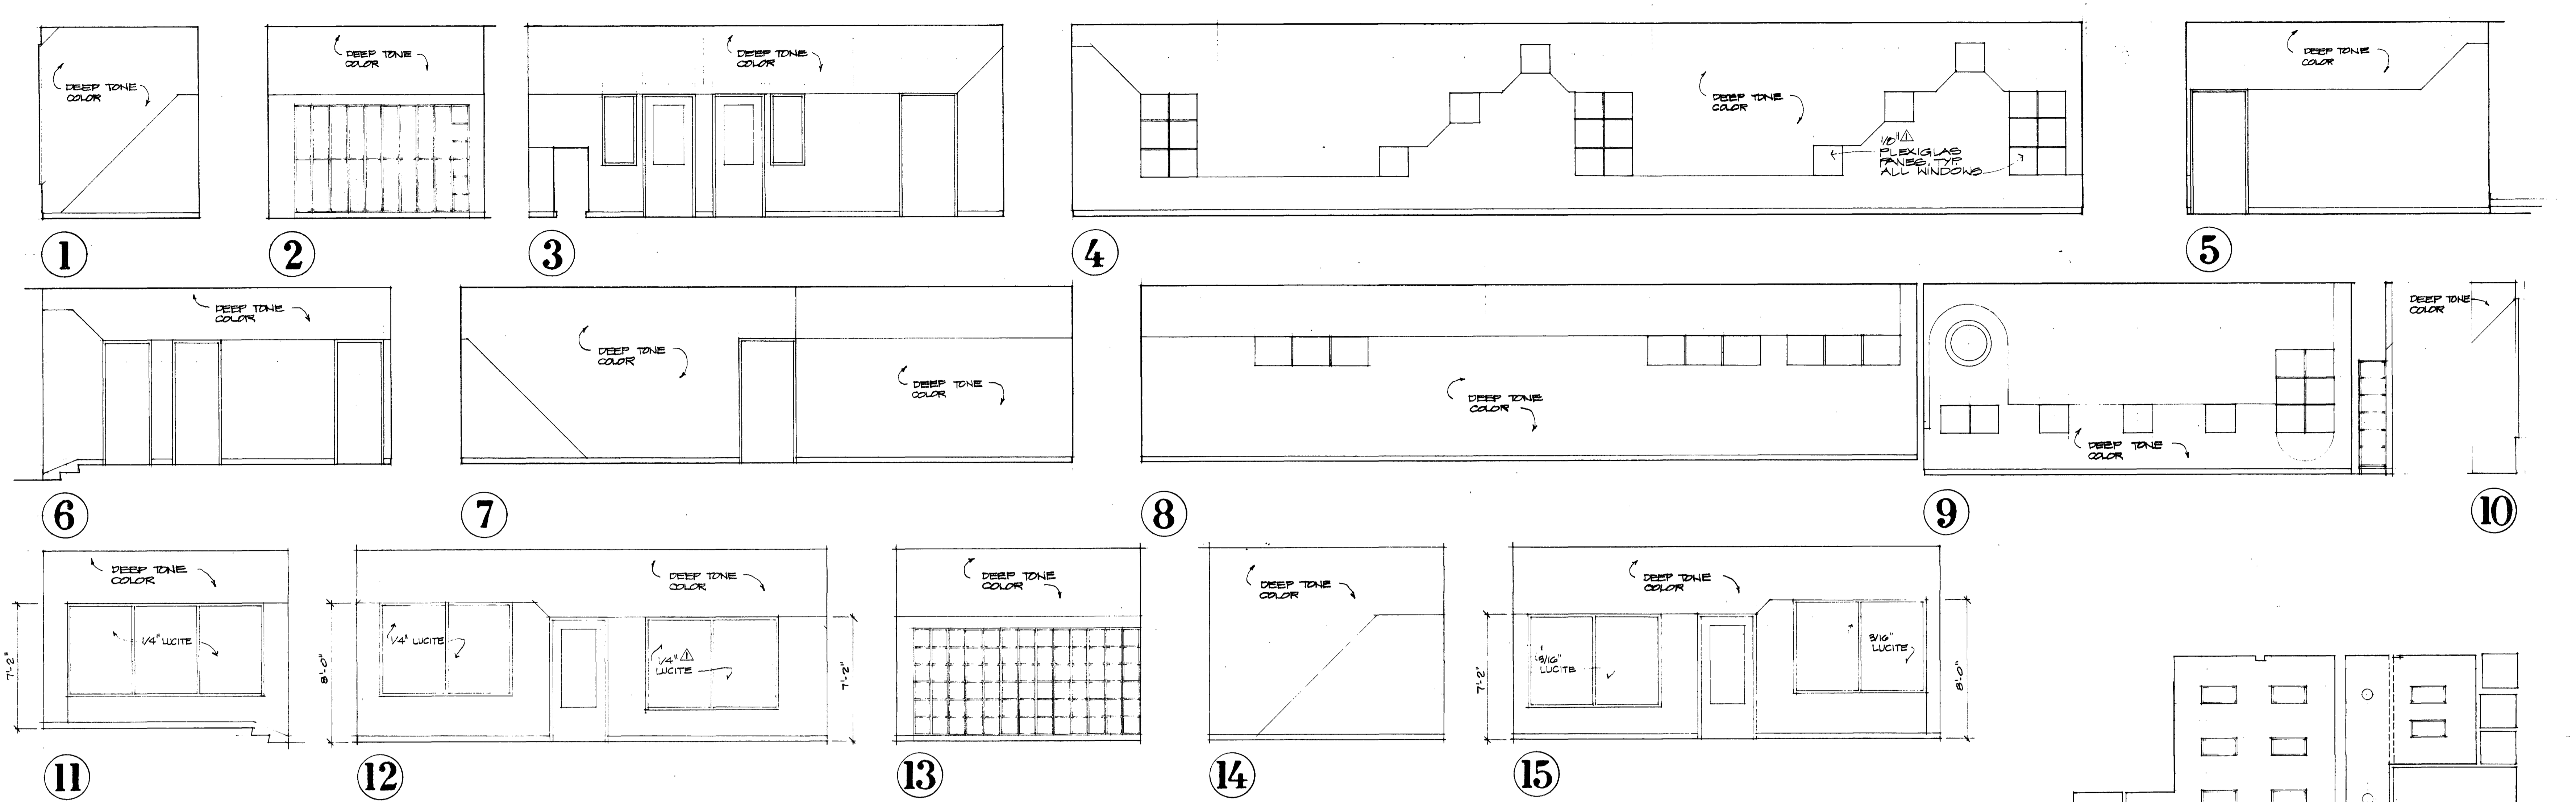 DEEP TONE
COLOR
1
DEEP TONE
COLOR
2
DEEP TONE
COLOR
3
DEEP TONE
COLOR
1/8" 1
PLEXIGLAS
PANES, TYP.
ALL WINDOWS
4
DEEP TONE
COLOR
5
DEEP TONE
COLOR
6
DEEP TONE
COLOR
DEEP TONE
COLOR
7
DEEP TONE
COLOR
8
DEEP TONE
COLOR
9
DEEP TONE
COLOR
10
DEEP TONE
COLOR
1/4" LUCITE
7'-2"
11
DEEP TONE
COLOR
1/4" LUCITE
1/4" 1
LUCITE
8'-0"
7'-2"
12
DEEP TONE
COLOR
13
DEEP TONE
COLOR
14
DEEP TONE
COLOR
3/16"
LUCITE
3/16"
LUCITE
7'-2"
8'-0"
15